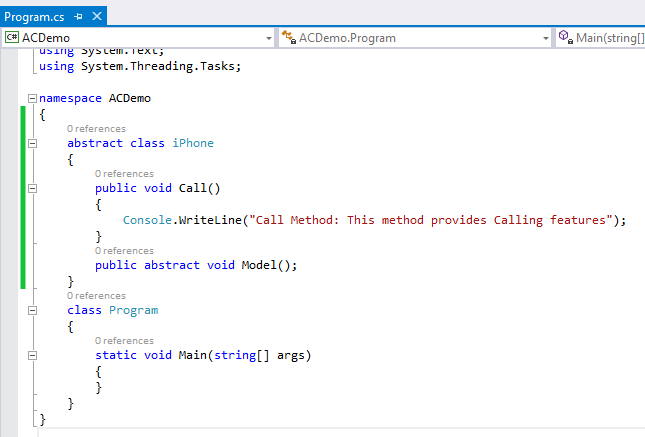 Program.cs
C# ACDemo
ACDemo.Program
Main(string[]
using System.Text;
using System.Threading.Tasks;
namespace ACDemo
{
0 references
abstract class iPhone
{
0 references
public void Call()
{
Console.WriteLine("Call Method: This method provides Calling features");
}
0 references
public abstract void Model();
}
0 references
class Program
{
0 references
static void Main(string[] args)
{
}
}
}